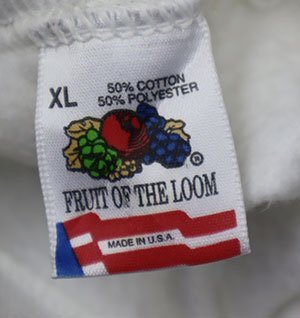 XL
50% COTTON
50% POLYESTER
®
FRUIT OF THE LOOM
MADE IN U.S.A.